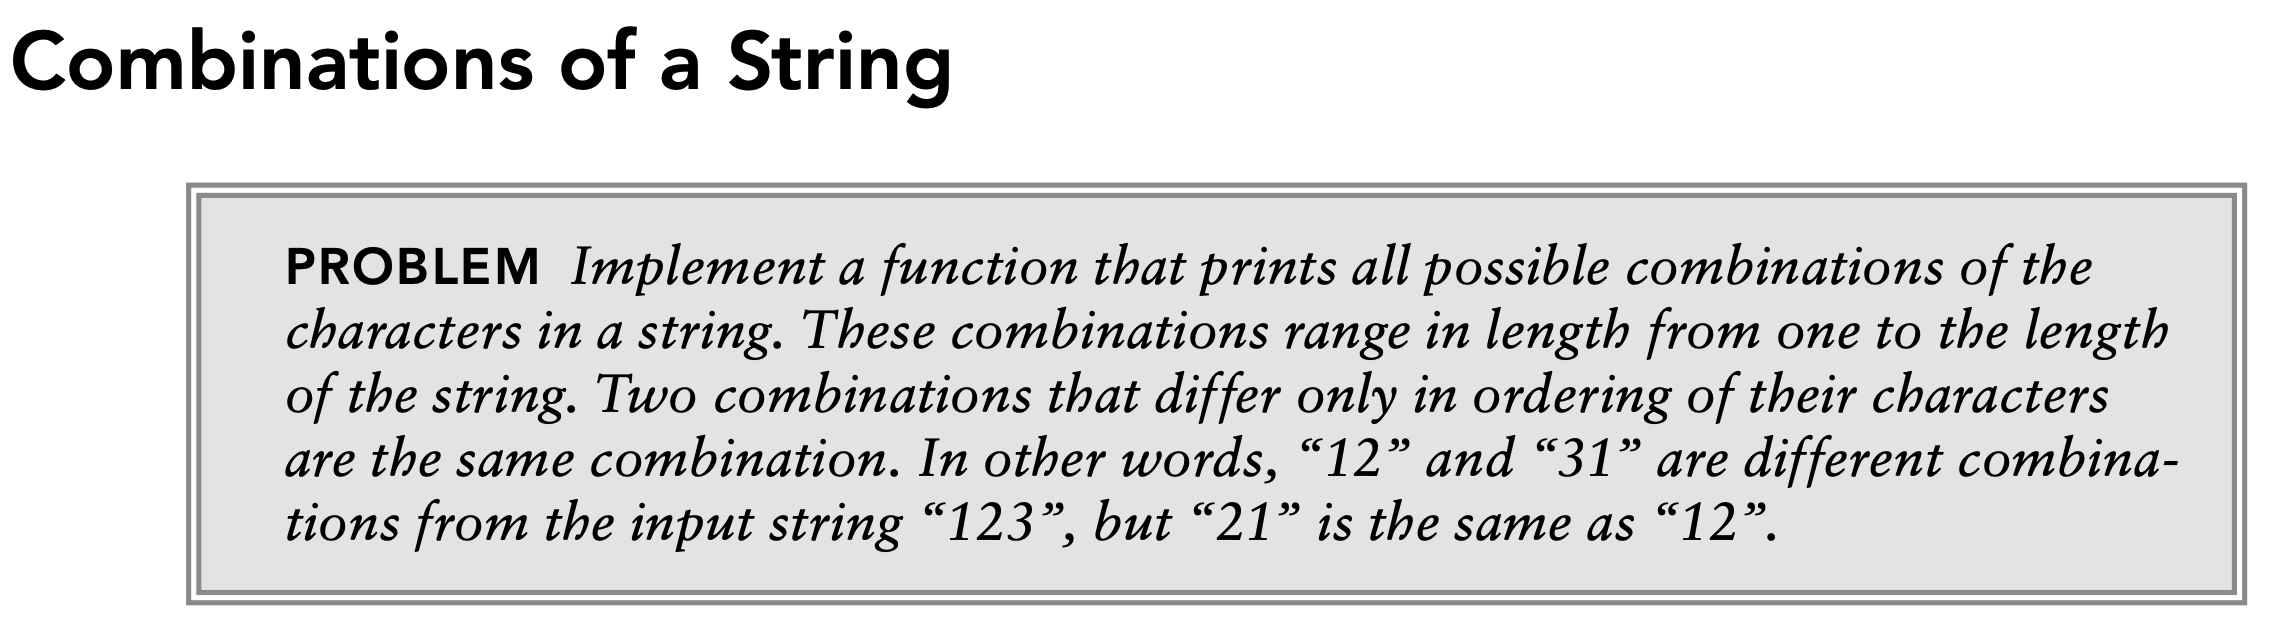 Combinations of a String
PROBLEM Implement a function that prints all possible combinations of the
characters in a string. These combinations range in length from one to the length
of the string. Two combinations that differ only in ordering of their characters
are the same combination. In other words, “12” and “31” are different combina-
tions from the input string “123”, but “21” is the same as “12”.